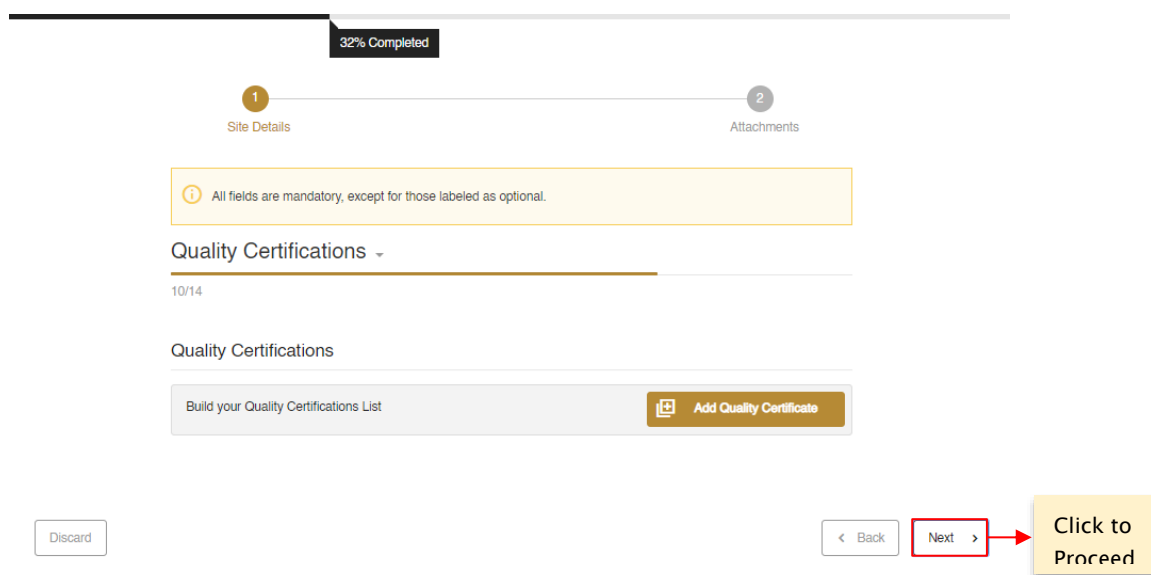 32% Completed
1
2
Site Details
Attachments
All fields are mandatory, except for those labeled as optional.
Quality Certifications
10/14
Quality Certifications
Build your Quality Certifications List
Add Quality Certificate
Discard
Back
Next
Click to
Proceed